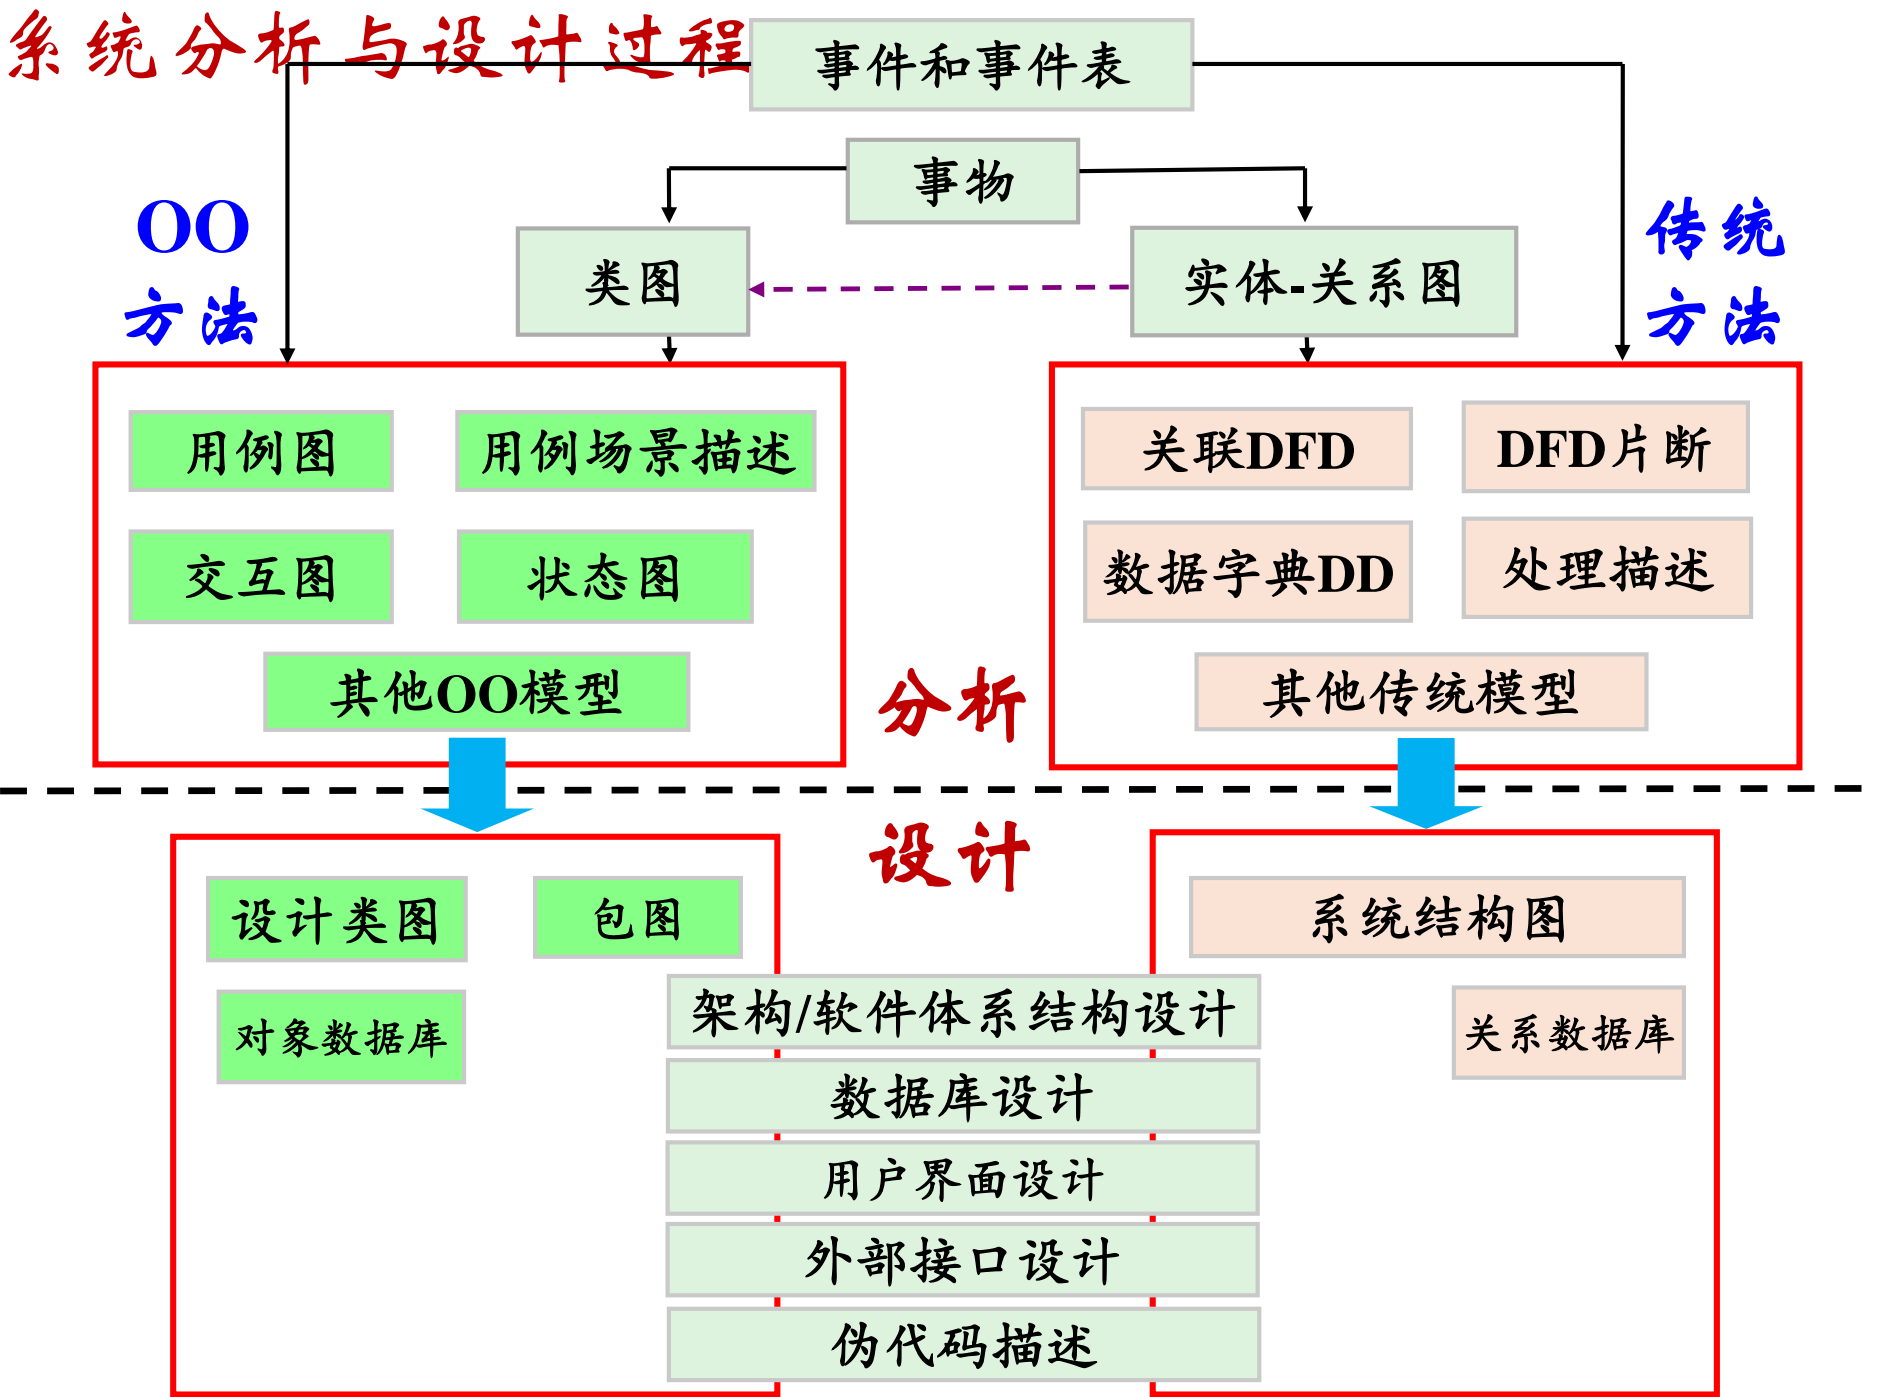 系统分析与设计过程
事件和事件表
事物
OO
方法
传统
方法
类图
实体-关系图
用例图
用例场景描述
关联DFD
DFD片断
交互图
状态图
数据字典DD
处理描述
其他OO模型
分析
其他传统模型
设计
设计类图
包图
系统结构图
对象数据库
架构/软件体系结构设计
关系数据库
数据库设计
用户界面设计
外部接口设计
伪代码描述